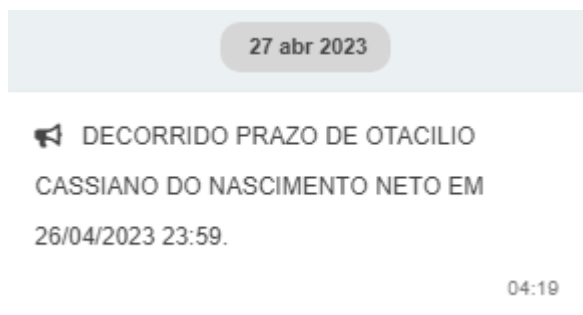 27 abr 2023
DECORRIDO PRAZO DE OTACILIO
CASSIANO DO NASCIMENTO NETO EM
26/04/2023 23:59.
04:19